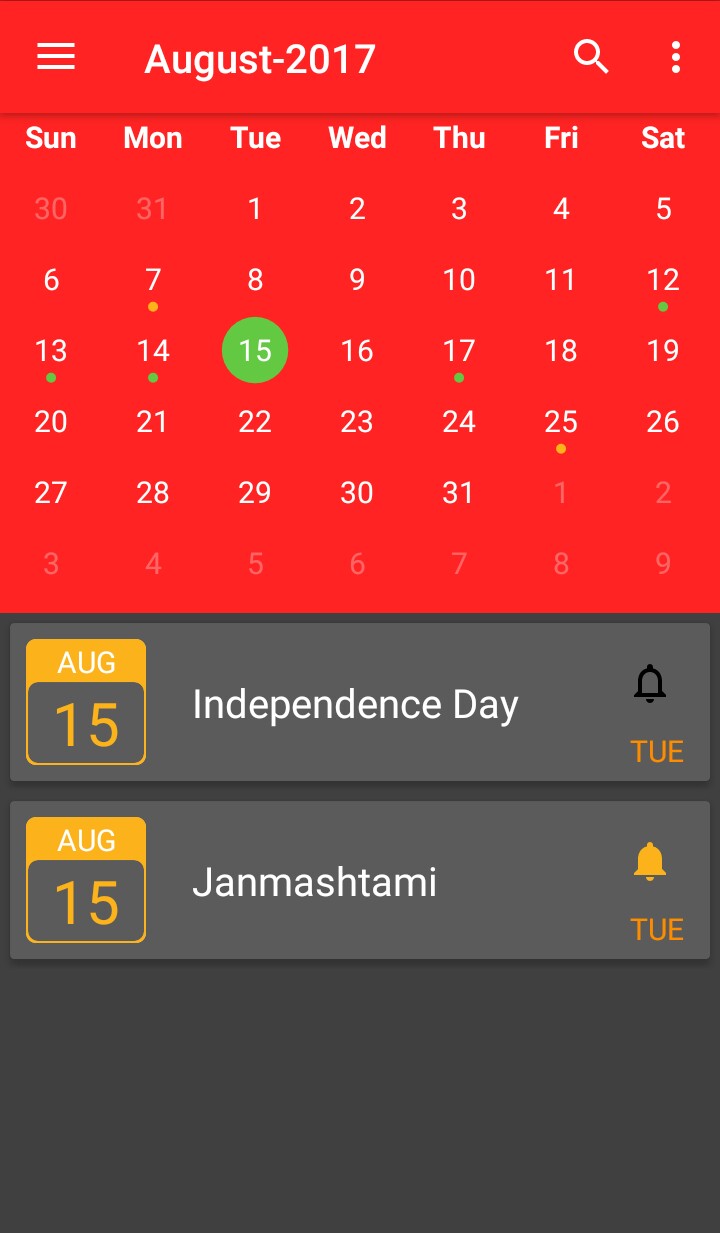 August-2017
Sun Mon Tue Wed Thu Fri Sat
30 31 1 2 3 4 5
6 7 8 9 10 11 12
13 14 15 16 17 18 19
20 21 22 23 24 25 26
27 28 29 30 31 1 2
3 4 5 6 7 8 9
AUG
15
Independence Day
TUE
AUG
15
Janmashtami
TUE